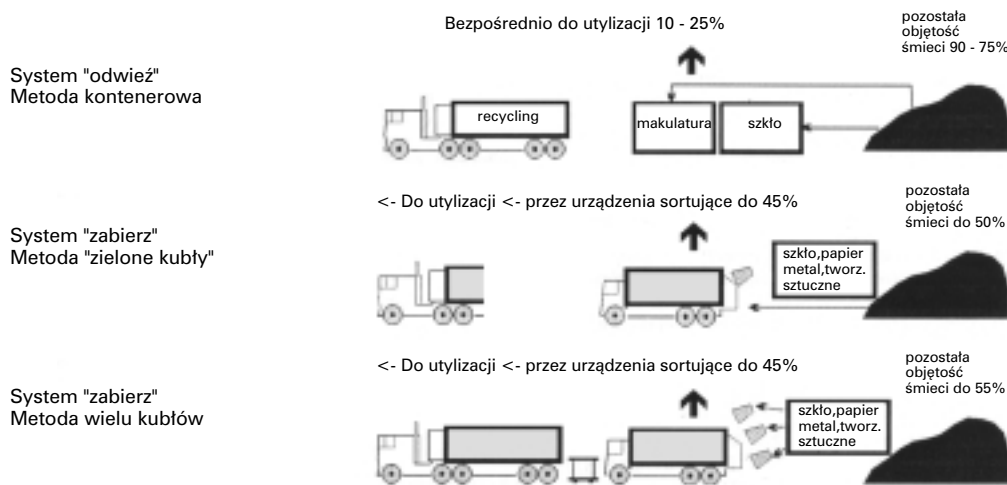 System "odwieź"
Metoda kontenerowa
Bezpośrednio do utylizacji 10 - 25%
pozostała
objętość
śmieci 90 - 75%
recycling
makulatura
szkło
System "zabierz"
Metoda "zielone kubły"
<- Do utylizacji <- przez urządzenia sortujące do 45%
pozostała
objętość
śmieci do 50%
szkło,papier
metal,tworz.
sztuczne
System "zabierz"
Metoda wielu kubłów
<- Do utylizacji <- przez urządzenia sortujące do 45%
pozostała
objętość
śmieci do 55%
szkło,papier
metal,tworz.
sztuczne